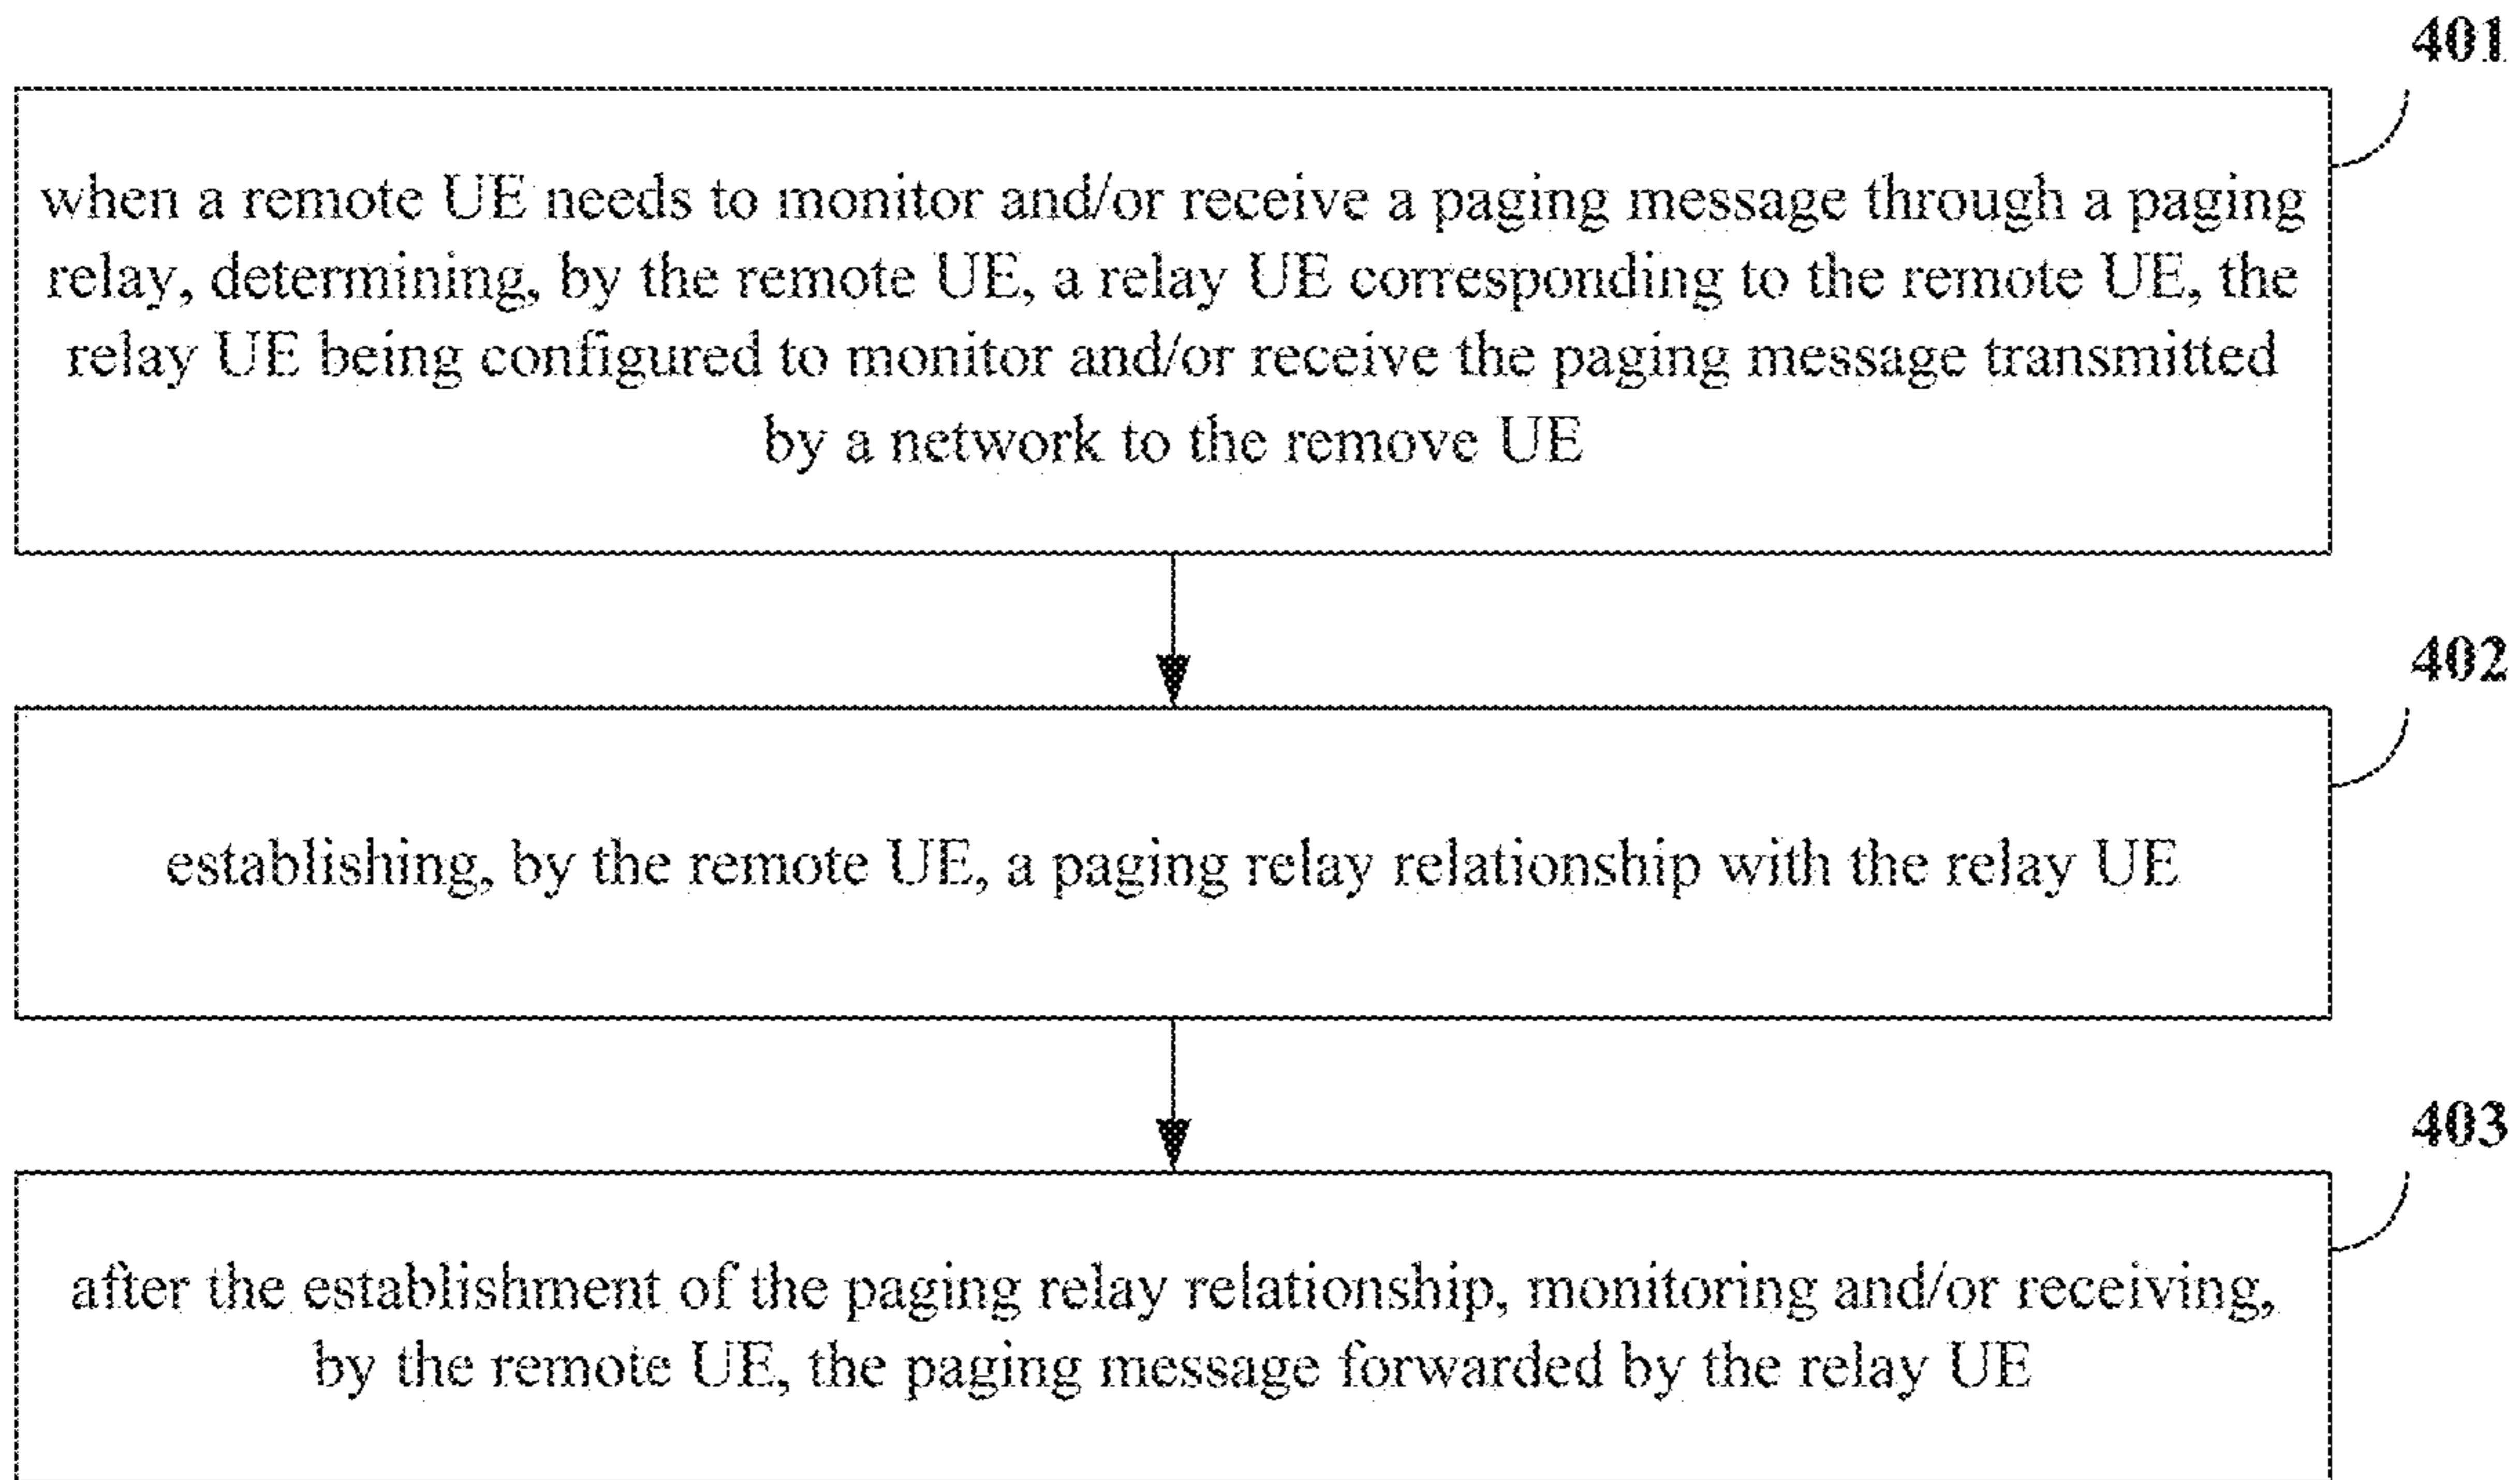 401
when a remote UE needs to monitor and/or receive a paging message through a paging
relay, determining, by the remote UE, a relay UE corresponding to the remote UE, the
relay UE being configured to monitor and/or receive the paging message transmitted
by a network to the remove UE
402
establishing, by the remote UE, a paging relay relationship with the relay UE
403
after the establishment of the paging relay relationship, monitoring and/or receiving,
by the remote UE, the paging message forwarded by the relay UE